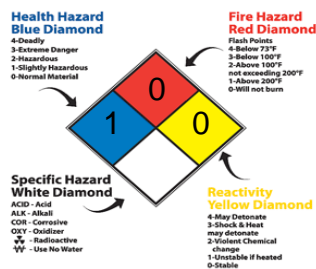 Health Hazard
Blue Diamond
4-Deadly
3-Extreme Danger
2-Hazardous
1-Slightly Hazardous
0-Normal Material
Fire Hazard
Red Diamond
Flash Points
4-Below 73°F
3-Below 100°F
2-Above 100°F
not exceeding 200°F
1-Above 200°F
0-Will not burn
0
1
0
Specific Hazard
White Diamond
ACID - Acid
ALK - Alkali
COR - Corrosive
OXY - Oxidizer
- Radioactive
W - Use No Water
Reactivity
Yellow Diamond
4-May Detonate
3-Shock & Heat
may detonate
2-Violent Chemical
change
1-Unstable if heated
0-Stable